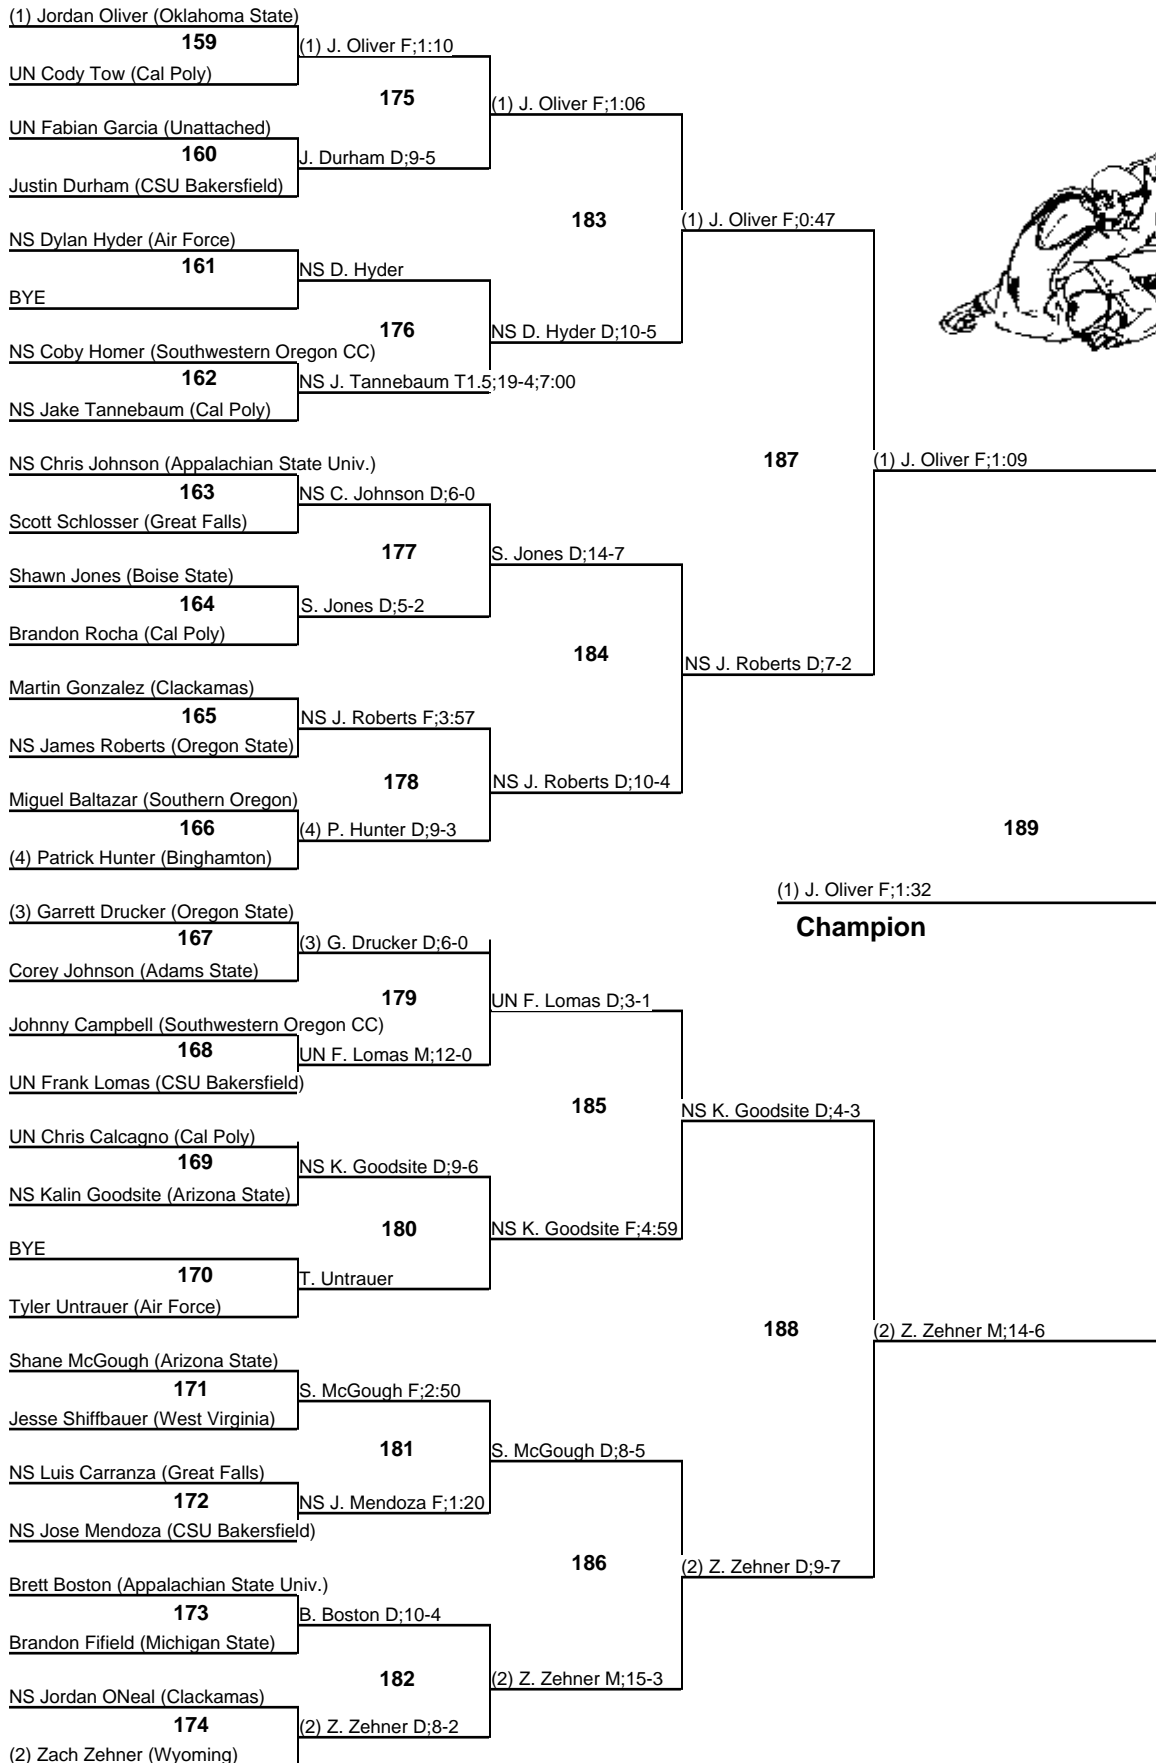 (1) Jordan Oliver (Oklahoma State)
159
(1) J. Oliver F;1:10
UN Cody Tow (Cal Poly)
175
(1) J. Oliver F;1:06
UN Fabian Garcia (Unattached)
160
J. Durham D;9-5
Justin Durham (CSU Bakersfield)
183
(1) J. Oliver F;0:47
NS Dylan Hyder (Air Force)
161
NS D. Hyder
BYE
176
NS D. Hyder D;10-5
NS Coby Homer (Southwestern Oregon CC)
162
NS J. Tannebaum T1.5;19-4;7:00
NS Jake Tannebaum (Cal Poly)
187
(1) J. Oliver F;1:09
NS Chris Johnson (Appalachian State Univ.)
163
NS C. Johnson D;6-0
Scott Schlosser (Great Falls)
177
S. Jones D;14-7
Shawn Jones (Boise State)
164
S. Jones D;5-2
Brandon Rocha (Cal Poly)
184
NS J. Roberts D;7-2
Martin Gonzalez (Clackamas)
165
NS J. Roberts F;3:57
NS James Roberts (Oregon State)
178
NS J. Roberts D;10-4
Miguel Baltazar (Southern Oregon)
166
(4) P. Hunter D;9-3
(4) Patrick Hunter (Binghamton)
189
(1) J. Oliver F;1:32
Champion
(3) Garrett Drucker (Oregon State)
167
(3) G. Drucker D;6-0
Corey Johnson (Adams State)
179
UN F. Lomas D;3-1
Johnny Campbell (Southwestern Oregon CC)
168
UN F. Lomas M;12-0
UN Frank Lomas (CSU Bakersfield)
185
NS K. Goodsite D;4-3
UN Chris Calcagno (Cal Poly)
169
NS K. Goodsite D;9-6
NS Kalin Goodsite (Arizona State)
180
NS K. Goodsite F;4:59
BYE
170
T. Untrauer
Tyler Untrauer (Air Force)
188
(2) Z. Zehner M;14-6
Shane McGough (Arizona State)
171
S. McGough F;2:50
Jesse Shiffbauer (West Virginia)
181
S. McGough D;8-5
NS Luis Carranza (Great Falls)
172
NS J. Mendoza F;1:20
NS Jose Mendoza (CSU Bakersfield)
186
(2) Z. Zehner D;9-7
Brett Boston (Appalachian State Univ.)
173
B. Boston D;10-4
Brandon Fifield (Michigan State)
182
(2) Z. Zehner M;15-3
NS Jordan ONeal (Clackamas)
174
(2) Z. Zehner D;8-2
(2) Zach Zehner (Wyoming)